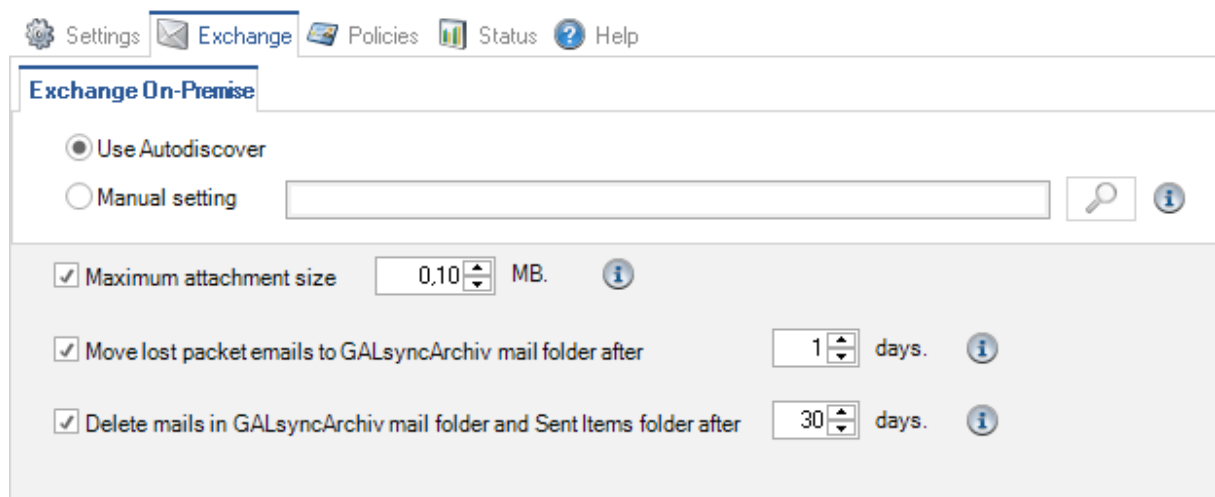 Settings Exchange Policies Status Help
Exchange On-Premise
Use Autodiscover
Manual setting
Maximum attachment size 0,10 MB.
Move lost packet emails to GALsyncArchiv mail folder after 1 days.
Delete mails in GALsyncArchiv mail folder and Sent Items folder after 30 days.